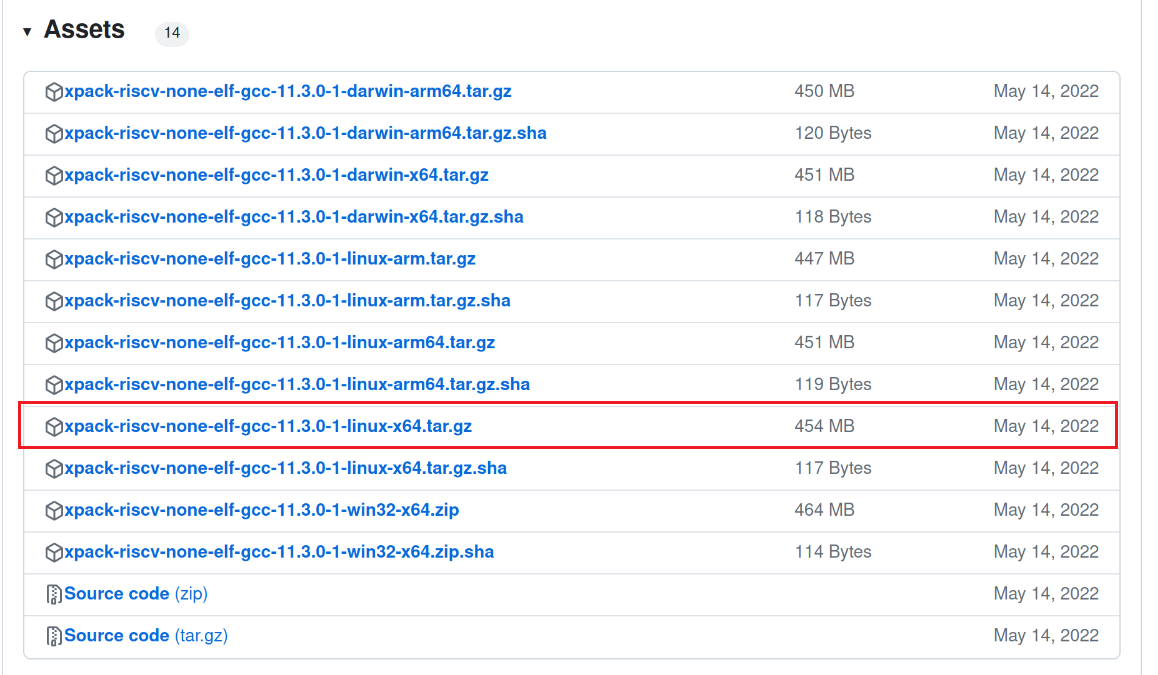 ▾ Assets 14
xpack-riscv-none-elf-gcc-11.3.0-1-darwin-arm64.tar.gz 450 MB May 14, 2022
xpack-riscv-none-elf-gcc-11.3.0-1-darwin-arm64.tar.gz.sha 120 Bytes May 14, 2022
xpack-riscv-none-elf-gcc-11.3.0-1-darwin-x64.tar.gz 451 MB May 14, 2022
xpack-riscv-none-elf-gcc-11.3.0-1-darwin-x64.tar.gz.sha 118 Bytes May 14, 2022
xpack-riscv-none-elf-gcc-11.3.0-1-linux-arm.tar.gz 447 MB May 14, 2022
xpack-riscv-none-elf-gcc-11.3.0-1-linux-arm.tar.gz.sha 117 Bytes May 14, 2022
xpack-riscv-none-elf-gcc-11.3.0-1-linux-arm64.tar.gz 451 MB May 14, 2022
xpack-riscv-none-elf-gcc-11.3.0-1-linux-arm64.tar.gz.sha 119 Bytes May 14, 2022
xpack-riscv-none-elf-gcc-11.3.0-1-linux-x64.tar.gz 454 MB May 14, 2022
xpack-riscv-none-elf-gcc-11.3.0-1-linux-x64.tar.gz.sha 117 Bytes May 14, 2022
xpack-riscv-none-elf-gcc-11.3.0-1-win32-x64.zip 464 MB May 14, 2022
xpack-riscv-none-elf-gcc-11.3.0-1-win32-x64.zip.sha 114 Bytes May 14, 2022
Source code (zip) May 14, 2022
Source code (tar.gz) May 14, 2022